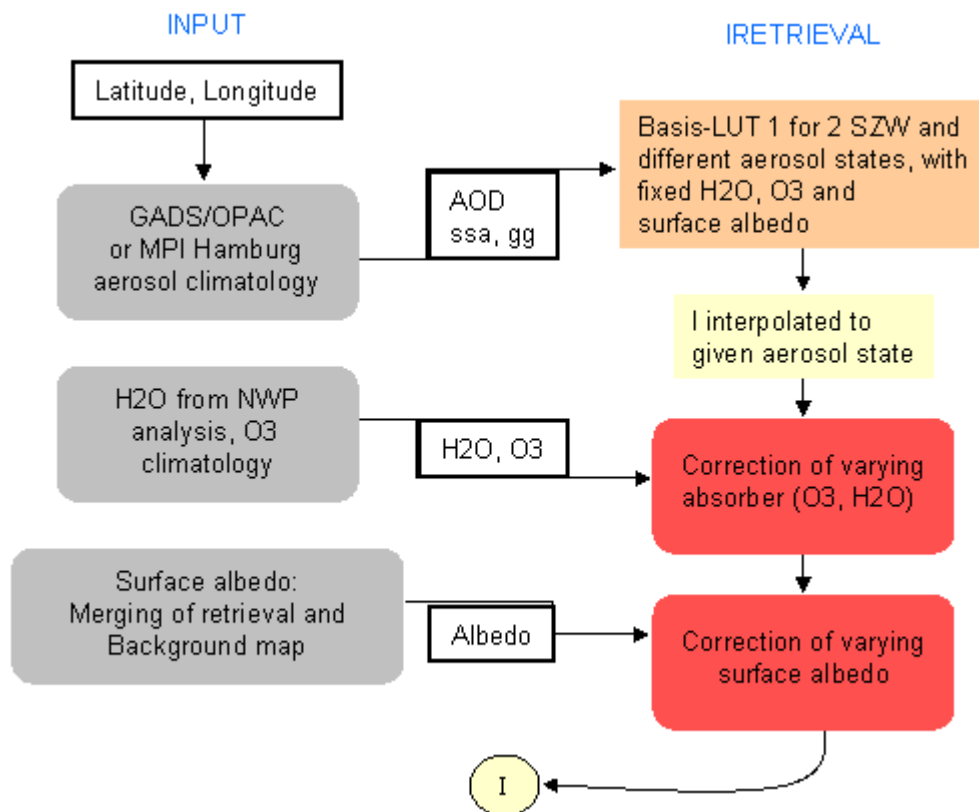 INPUT
IRETRIEVAL
Latitude, Longitude
Basis-LUT 1 for 2 SZW and
different aerosol states, with
fixed H2O, O3 and
surface albedo
GADS/OPAC
or MPI Hamburg
aerosol climatology
AOD
ssa, gg
I interpolated to
given aerosol state
H2O from NWP
analysis, O3
climatology
H2O, O3
Correction of varying
absorber (O3, H2O)
Surface albedo:
Merging of retrieval and
Background map
Albedo
Correction of varying
surface albedo
I